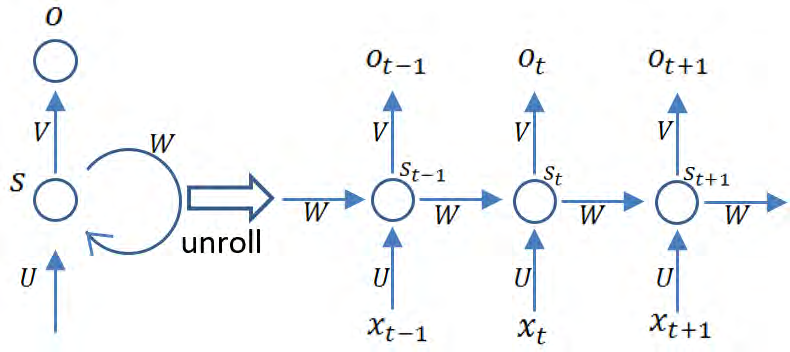 O
V
S
W
U
unroll
W
O_{t-1} O_t O_{t+1}
V V V
S_{t-1} S_t S_{t+1}
W W W
U U U
x_{t-1} x_t x_{t+1}